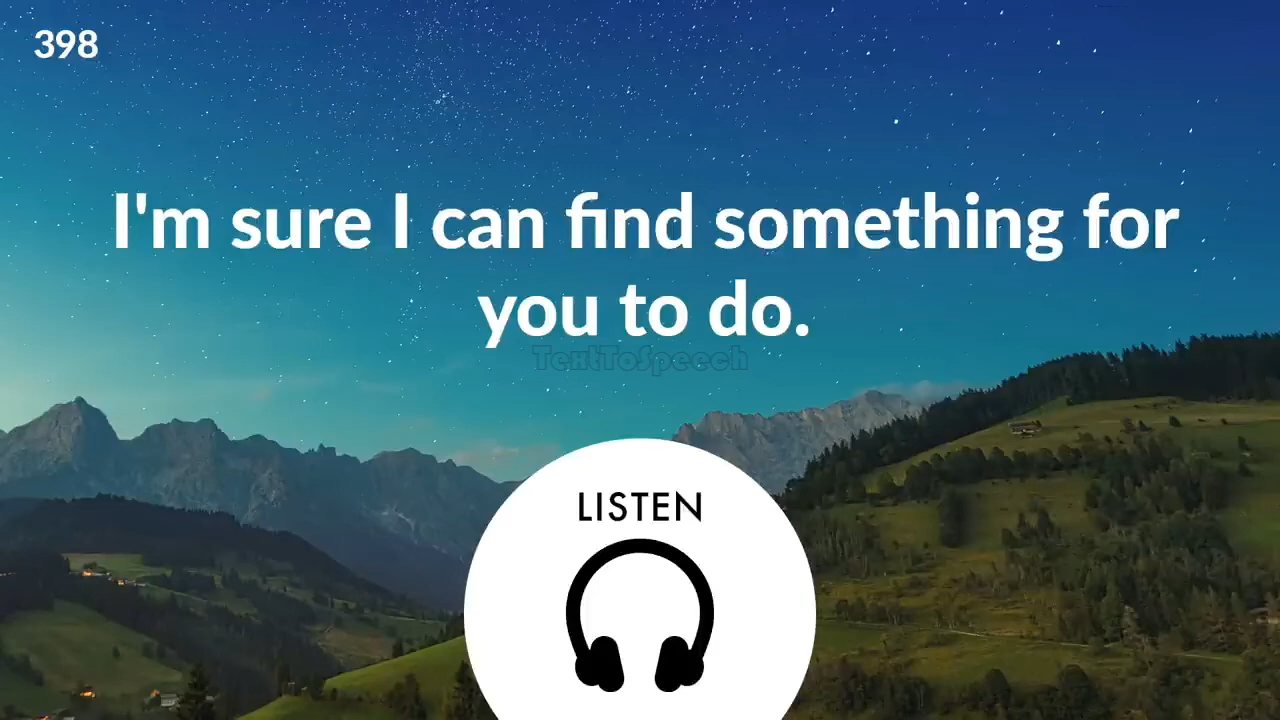 398
I'm sure I can find something for
you to do.
TextToSpeech
LISTEN